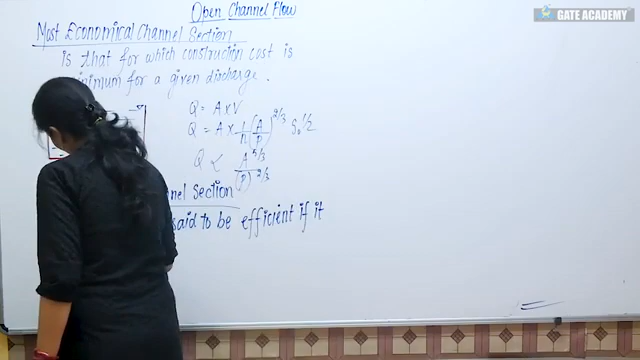 Open Channel Flow
GATE ACADEMY
Most Economical Channel Section
is that for which construction cost is
minimum for a given discharge.
Q = A × V
Q = A × 1/n (A/P)^2/3 S₀^1/2
Q ∝ A^5/3 / (P)^2/3
Section
said to be efficient if it